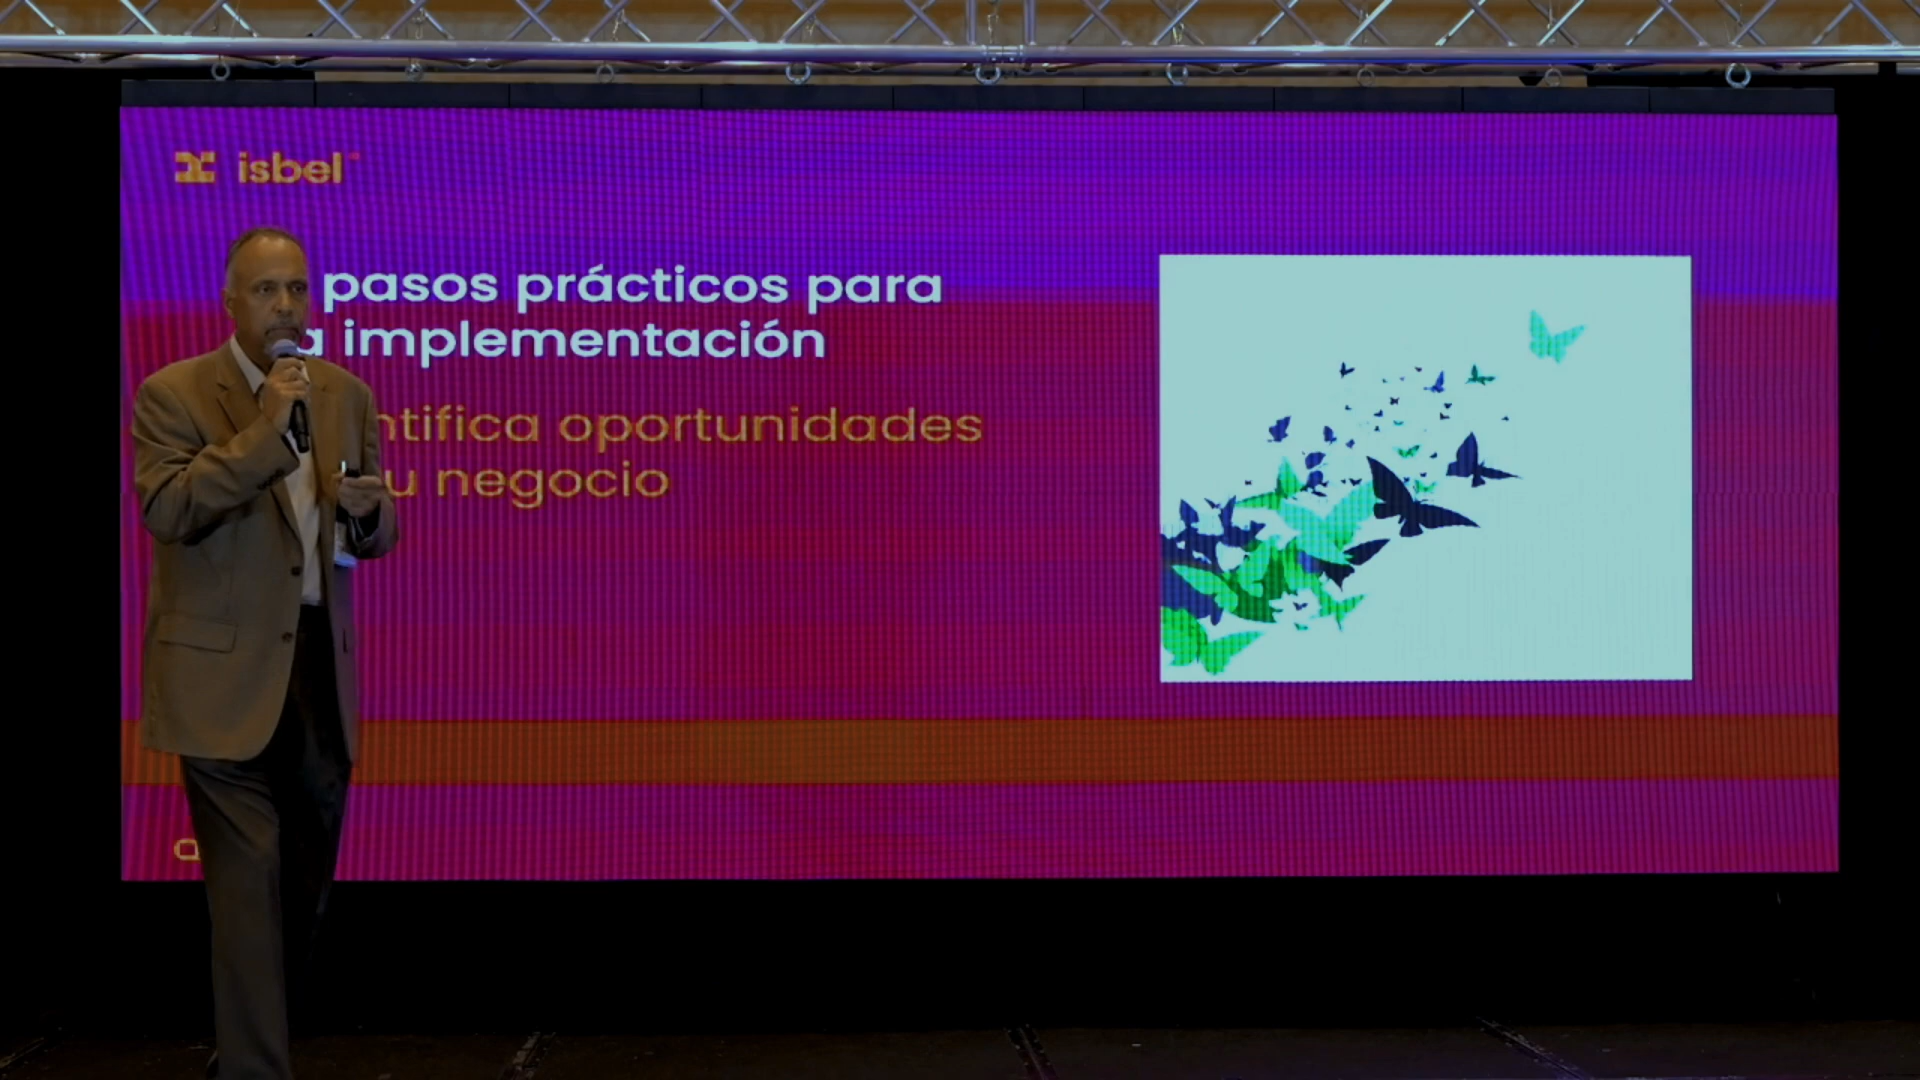 isbel
pasos prácticos para
a implementación
ntifica oportunidades
u negocio